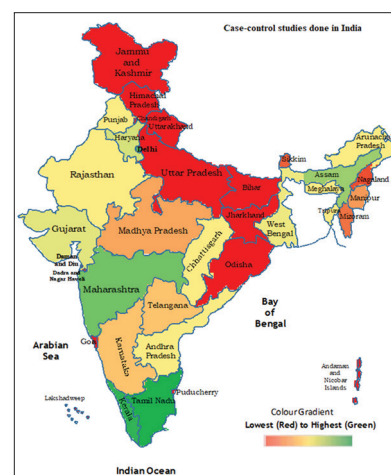 Case-control studies done in India
Jammu
and
Kashmir
Himachal
Pradesh
Punjab
Chandigarh
Uttarakhand
Haryana
Delhi
Arunachal
Pradesh
Sikkim
Rajasthan
Uttar Pradesh
Assam
Nagaland
Bihar
Meghalaya
Manipur
Tripura
Mizoram
Jharkhand
West
Bengal
Gujarat
Madhya Pradesh
Chhattisgarh
Daman
and Diu
Dadra and
Nagar Haveli
Odisha
Maharashtra
Telangana
Bay
of
Bengal
Arabian
Sea
Goa
Karnataka
Andhra
Pradesh
Andaman
and
Nicobar
Islands
Puducherry
Lakshadweep
Kerala
Tamil Nadu
Colour Gradient
Lowest (Red) to Highest (Green)
Indian Ocean